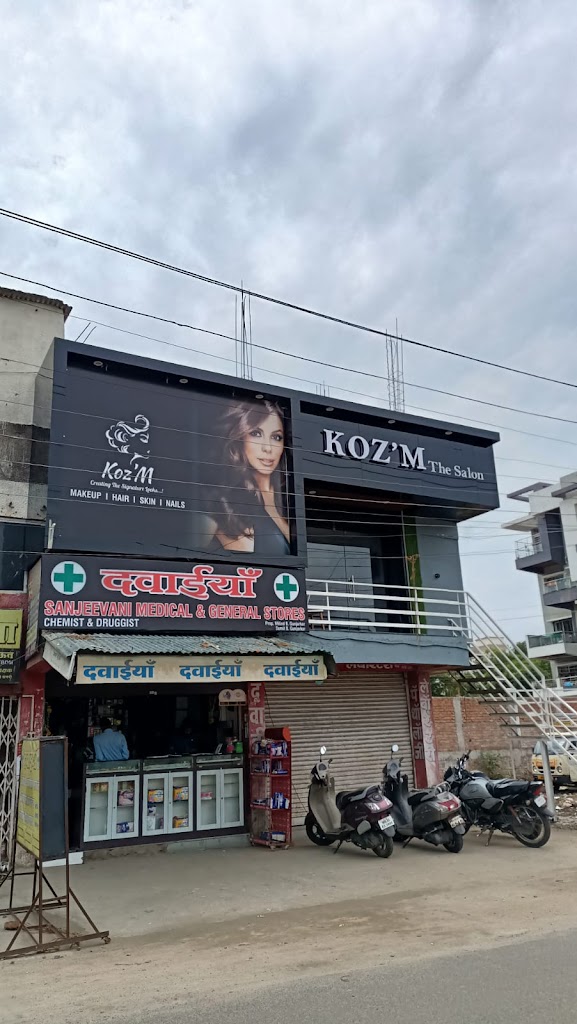 Koz'M
Creating The Signature Looks...!
MAKEUP | HAIR | SKIN | NAILS
KOZ'M The Salon
दवाईयाँ
SANJEEVANI MEDICAL & GENERAL STORES
CHEMIST & DRUGGIST
दवाईयाँ दवाईयाँ दवाईयाँ